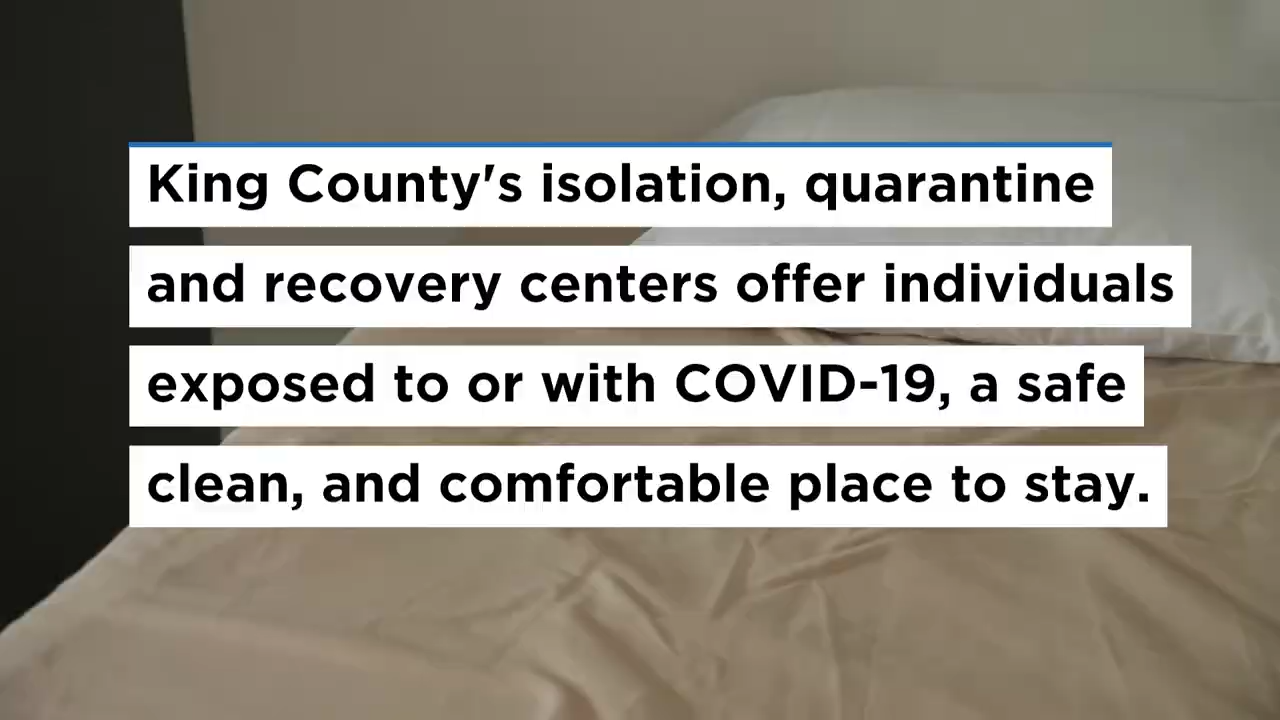 King County's isolation, quarantine
and recovery centers offer individuals
exposed to or with COVID-19, a safe
clean, and comfortable place to stay.